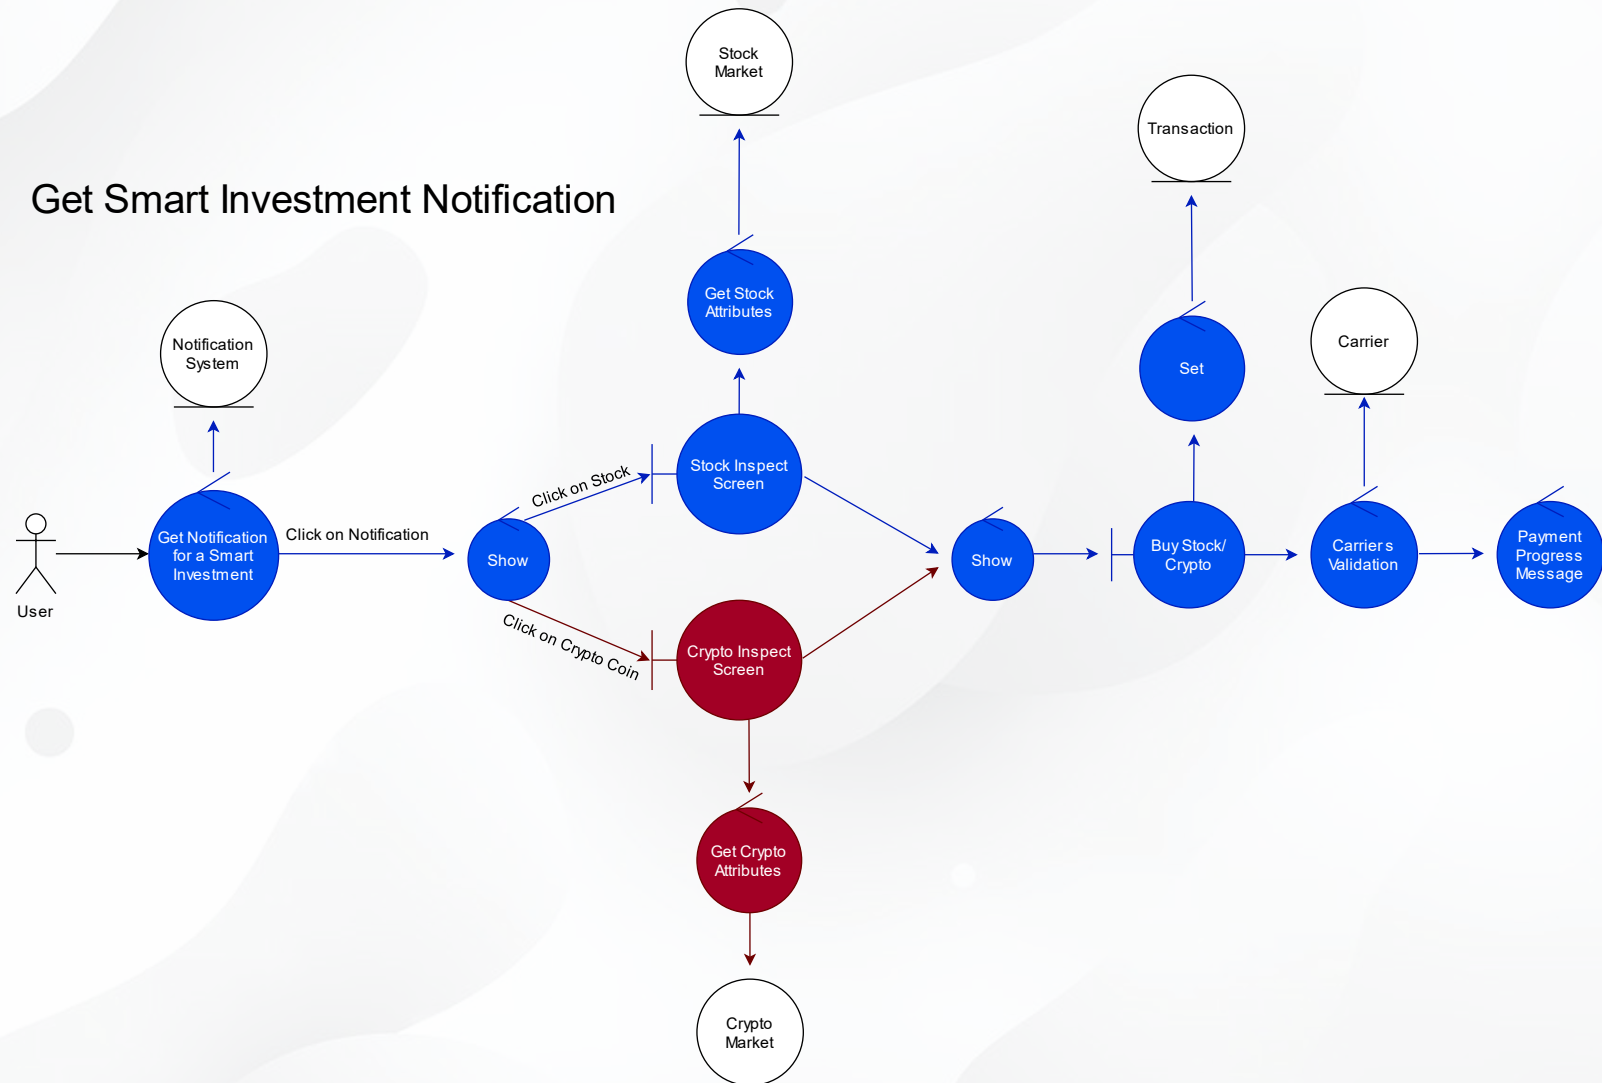 Stock
Market
Transaction
Get Smart Investment Notification
Get Stock
Attributes
Notification
System
Carrier
Set
Click on Stock
Stock Inspect
Screen
User
Get Notification
for a Smart
Investment
Click on Notification
Show
Show
Buy Stock/
Crypto
Carrier s
Validation
Payment
Progress
Message
Click on Crypto Coin
Crypto Inspect
Screen
Get Crypto
Attributes
Crypto
Market